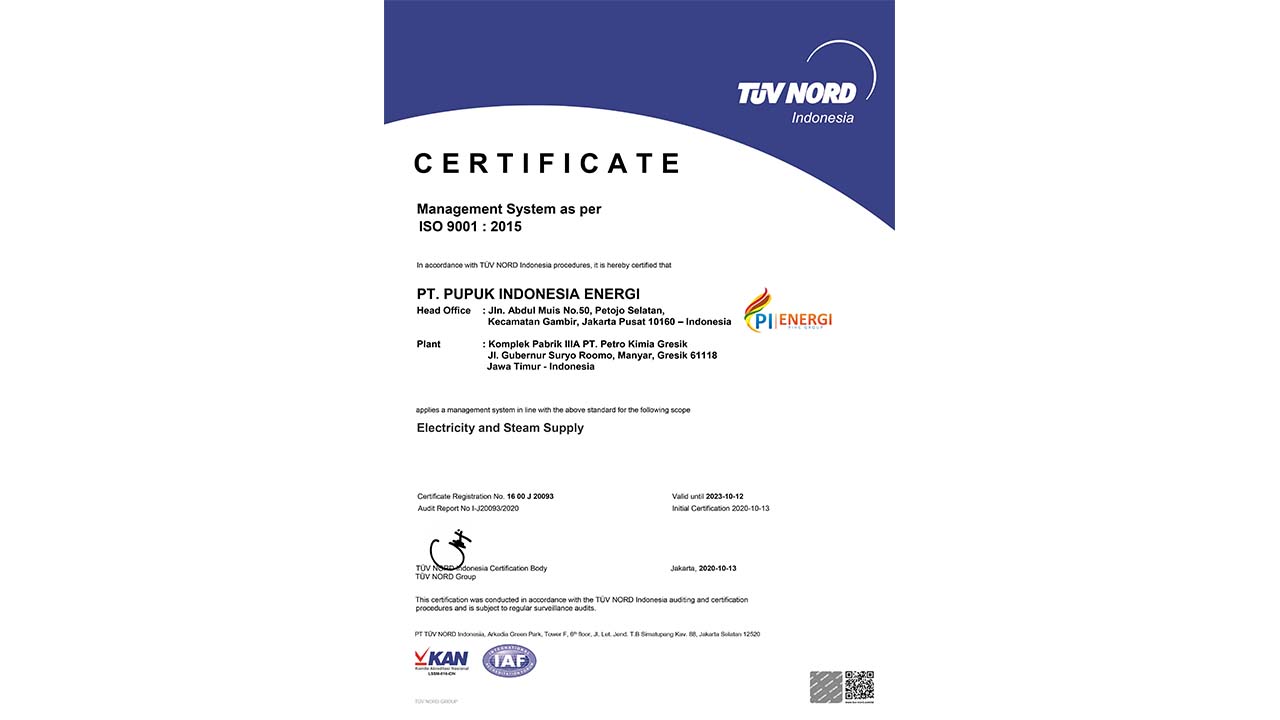 TÜV NORD
Indonesia
CERTIFICATE
Management System as per
ISO 9001 : 2015
In accordance with TÜV NORD Indonesia procedures, it is hereby certified that
PT. PUPUK INDONESIA ENERGI
Head Office : Jln. Abdul Muis No.50, Petojo Selatan,
Kecamatan Gambir, Jakarta Pusat 10160 – Indonesia
PI ENERGI
Plant : Komplek Pabrik IIIA PT. Petro Kimia Gresik
Jl. Gubernur Suryo Roomo, Manyar, Gresik 61118
Jawa Timur - Indonesia
applies a management system in line with the above standard for the following scope
Electricity and Steam Supply
Certificate Registration No. 16 00 J 20093
Audit Report No I-J20093/2020
Valid until 2023-10-12
Initial Certification 2020-10-13
TÜV NORD Indonesia Certification Body
TÜV NORD Group
Jakarta, 2020-10-13
This certification was conducted in accordance with the TÜV NORD Indonesia auditing and certification
procedures and is subject to regular surveillance audits.
PT TÜV NORD Indonesia, Arkadia Green Park, Tower F, 6th floor, Jl. Let. Jend. T.B Simatupang Kav. 88, Jakarta Selatan 12520
KAN
Komite Akreditasi Nasional
IAF
TÜV NORD GROUP